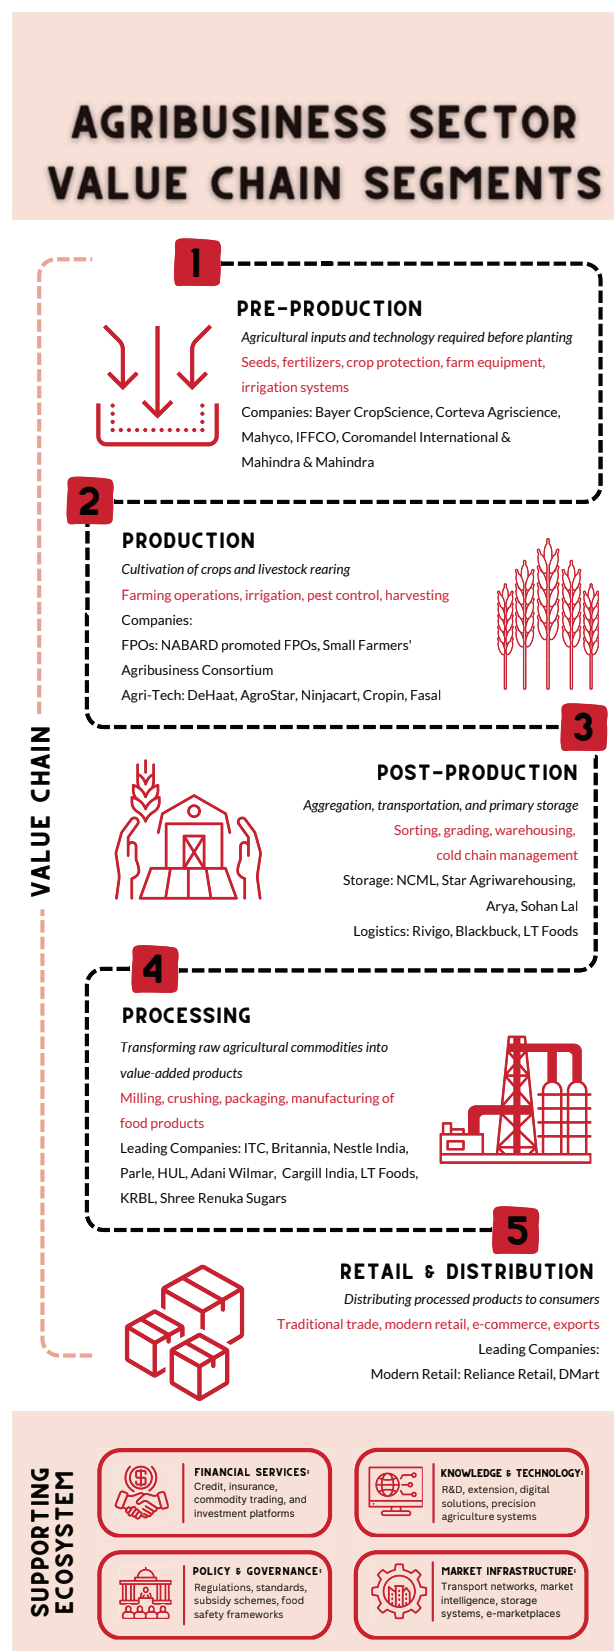 AGRIBUSINESS SECTOR
VALUE CHAIN SEGMENTS
1
PRE-PRODUCTION
Agricultural inputs and technology required before planting
Seeds, fertilizers, crop protection, farm equipment,
irrigation systems
Companies: Bayer CropScience, Corteva Agriscience,
Mahyco, IFFCO, Coromandel International &
Mahindra & Mahindra
2
PRODUCTION
Cultivation of crops and livestock rearing
Farming operations, irrigation, pest control, harvesting
Companies:
FPOs: NABARD promoted FPOs, Small Farmers'
Agribusiness Consortium
Agri-Tech: DeHaat, AgroStar, Ninjacart, Cropin, Fasal
3
POST-PRODUCTION
Aggregation, transportation, and primary storage
Sorting, grading, warehousing,
cold chain management
Storage: NCML, Star Agriwarehousing,
Arya, Sohan Lal
Logistics: Rivigo, Blackbuck, LT Foods
VALUE CHAIN
4
PROCESSING
Transforming raw agricultural commodities into
value-added products
Milling, crushing, packaging, manufacturing of
food products
Leading Companies: ITC, Britannia, Nestle India,
Parle, HUL, Adani Wilmar, Cargill India, LT Foods,
KRBL, Shree Renuka Sugars
5
RETAIL & DISTRIBUTION
Distributing processed products to consumers
Traditional trade, modern retail, e-commerce, exports
Leading Companies:
Modern Retail: Reliance Retail, DMart
SUPPORTING
ECOSYSTEM
FINANCIAL SERVICES:
Credit, insurance,
commodity trading, and
investment platforms
KNOWLEDGE & TECHNOLOGY:
R&D, extension, digital
solutions, precision
agriculture systems
POLICY & GOVERNANCE:
Regulations, standards,
subsidy schemes, food
safety frameworks
MARKET INFRASTRUCTURE:
Transport networks, market
intelligence, storage
systems, e-marketplaces